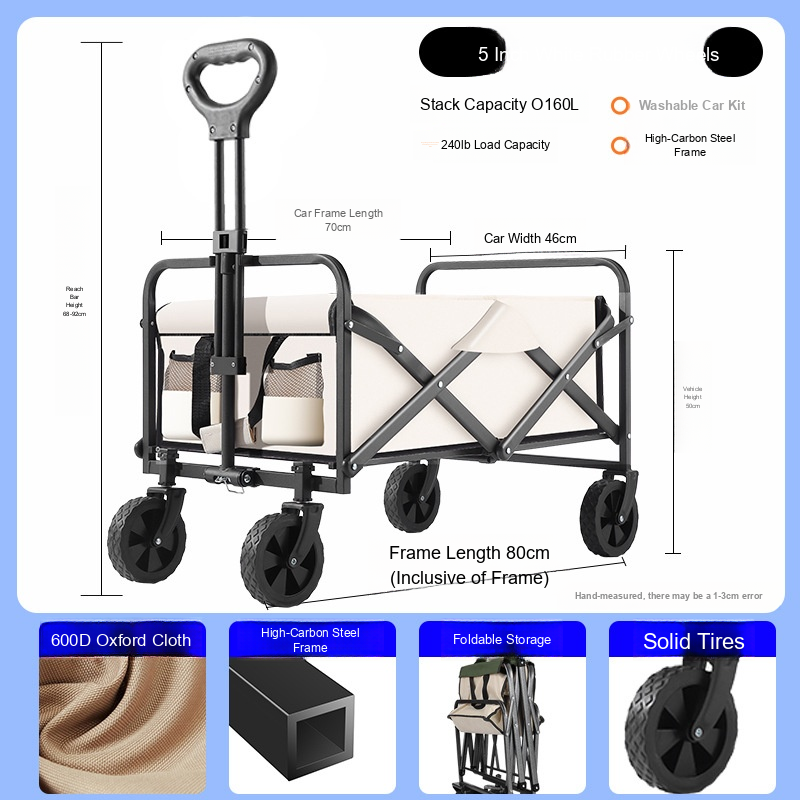 5 In
els
Stack Capacity O160L
Washable Car Kit
240lb Load Capacity
High-Carbon Steel
Frame
Car Frame Length
70cm
Car Width 46cm
Reach
Bar
Height
68-92cm
Vehicle
Height
50cm
Frame Length 80cm
(Inclusive of Frame)
Hand-measured, there may be a 1-3cm error
600D Oxford Cloth
High-Carbon Steel
Frame
Foldable Storage
Solid Tires